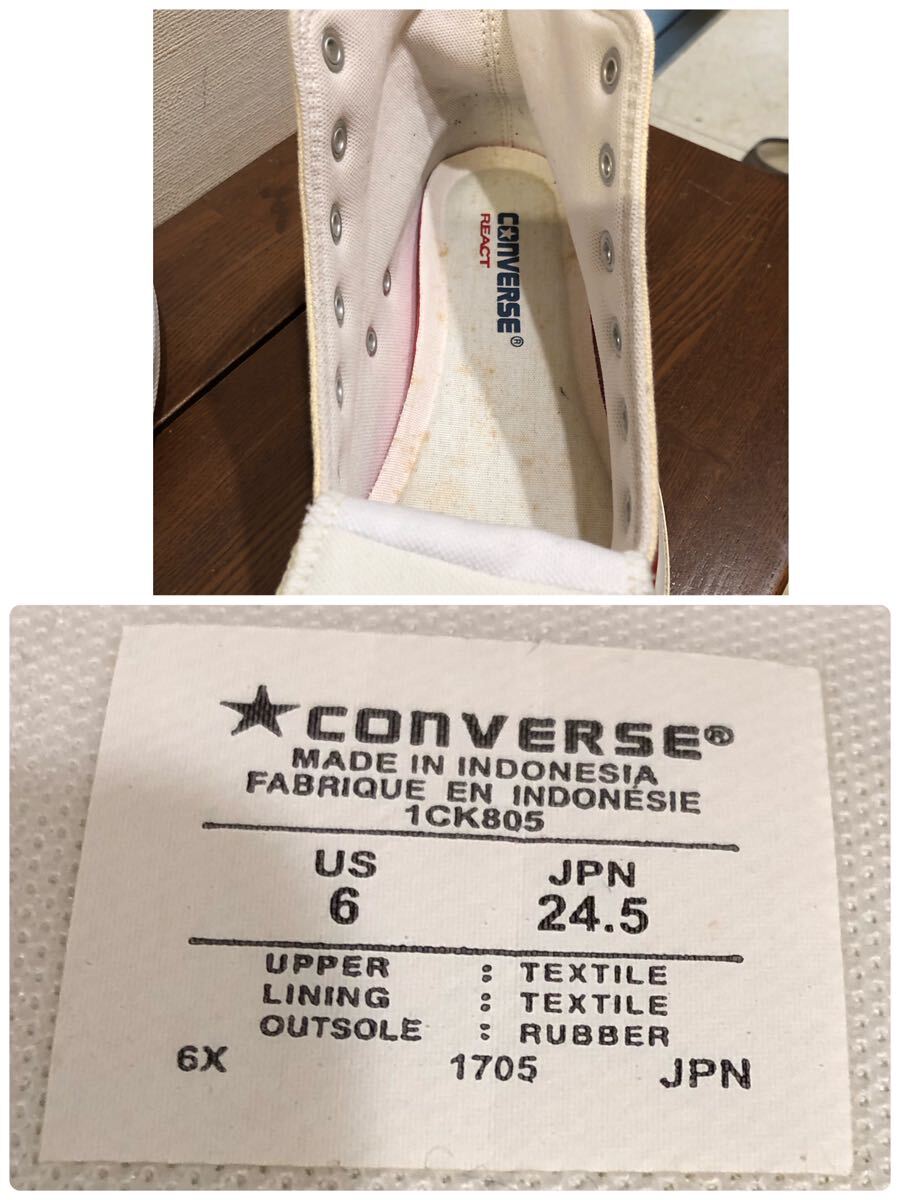 CONVERSE®
REACT
★CONVERSE®
MADE IN INDONESIA
FABRIQUE EN INDONÉSIE
1CK805
US JPN
6 24.5
UPPER : TEXTILE
LINING : TEXTILE
OUTSOLE : RUBBER
6X 1705 JPN